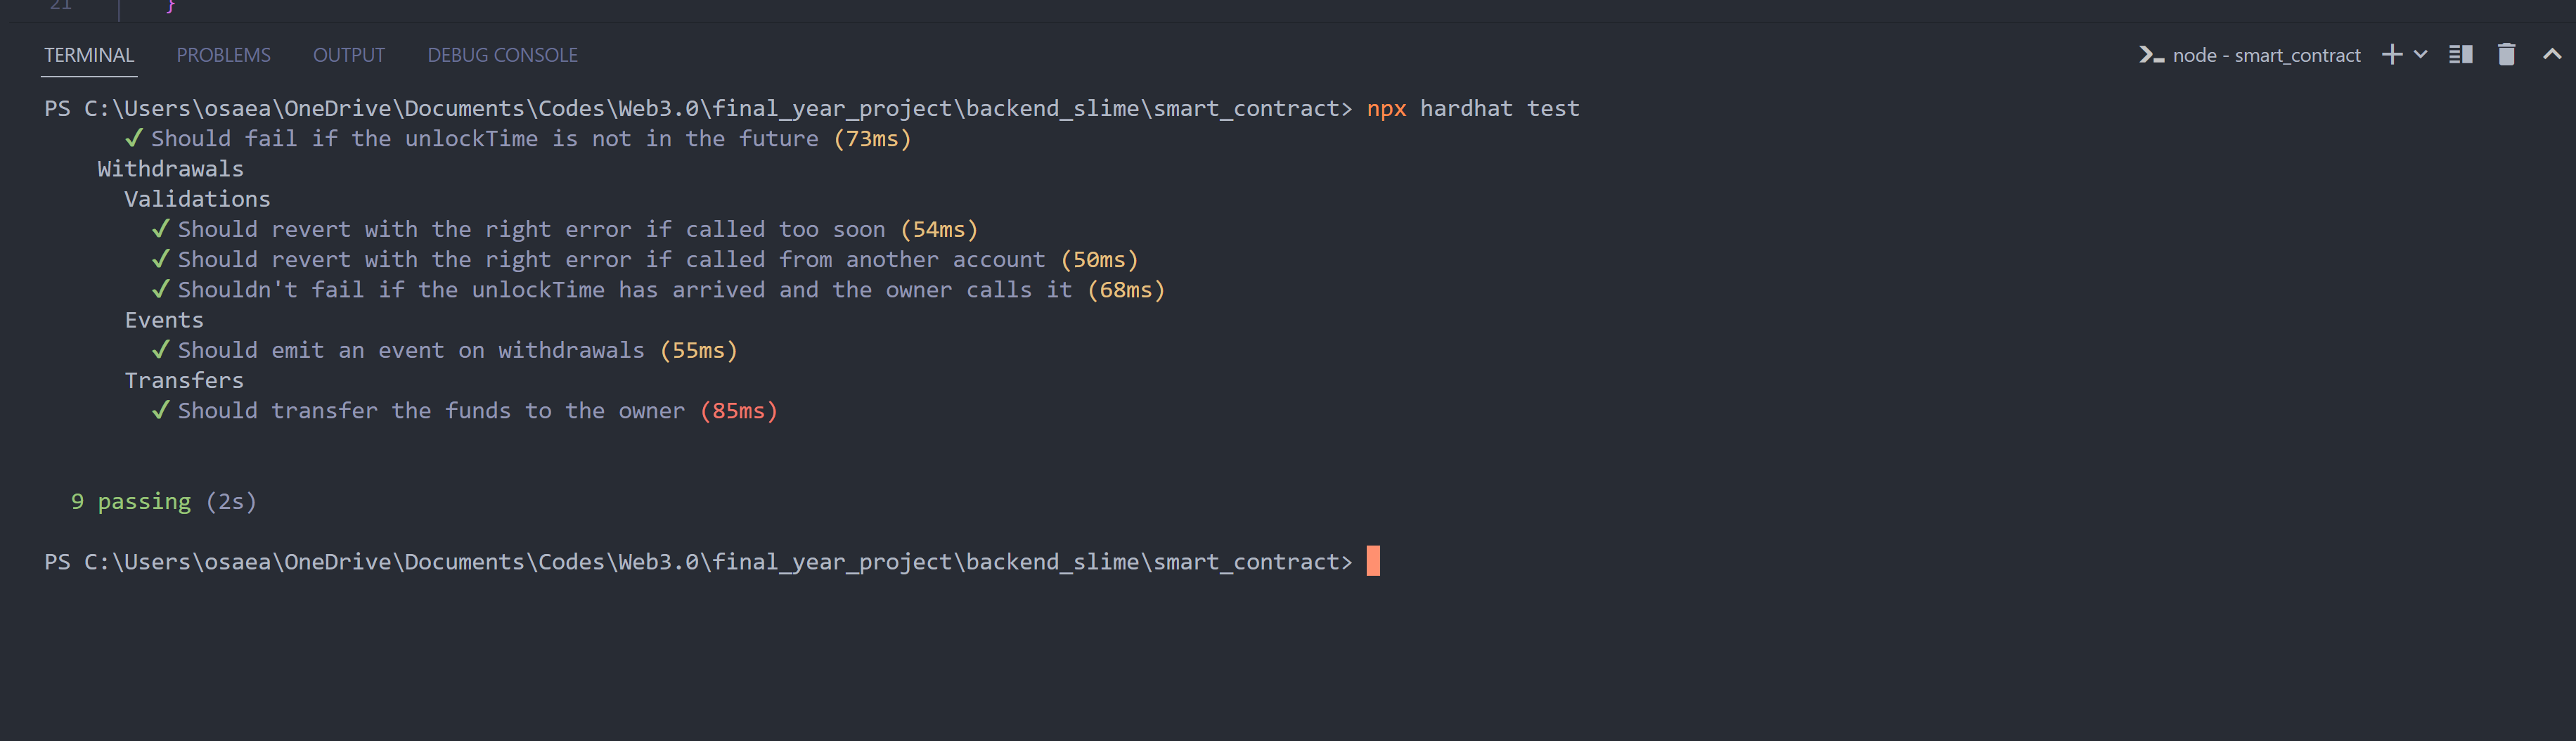 21 }
TERMINAL PROBLEMS OUTPUT DEBUG CONSOLE node - smart_contract
PS C:\Users\osaea\OneDrive\Documents\Codes\Web3.0\final_year_project\backend_slime\smart_contract> npx hardhat test
✓ Should fail if the unlockTime is not in the future (73ms)
Withdrawals
Validations
✓ Should revert with the right error if called too soon (54ms)
✓ Should revert with the right error if called from another account (50ms)
✓ Shouldn't fail if the unlockTime has arrived and the owner calls it (68ms)
Events
✓ Should emit an event on withdrawals (55ms)
Transfers
✓ Should transfer the funds to the owner (85ms)
9 passing (2s)
PS C:\Users\osaea\OneDrive\Documents\Codes\Web3.0\final_year_project\backend_slime\smart_contract>